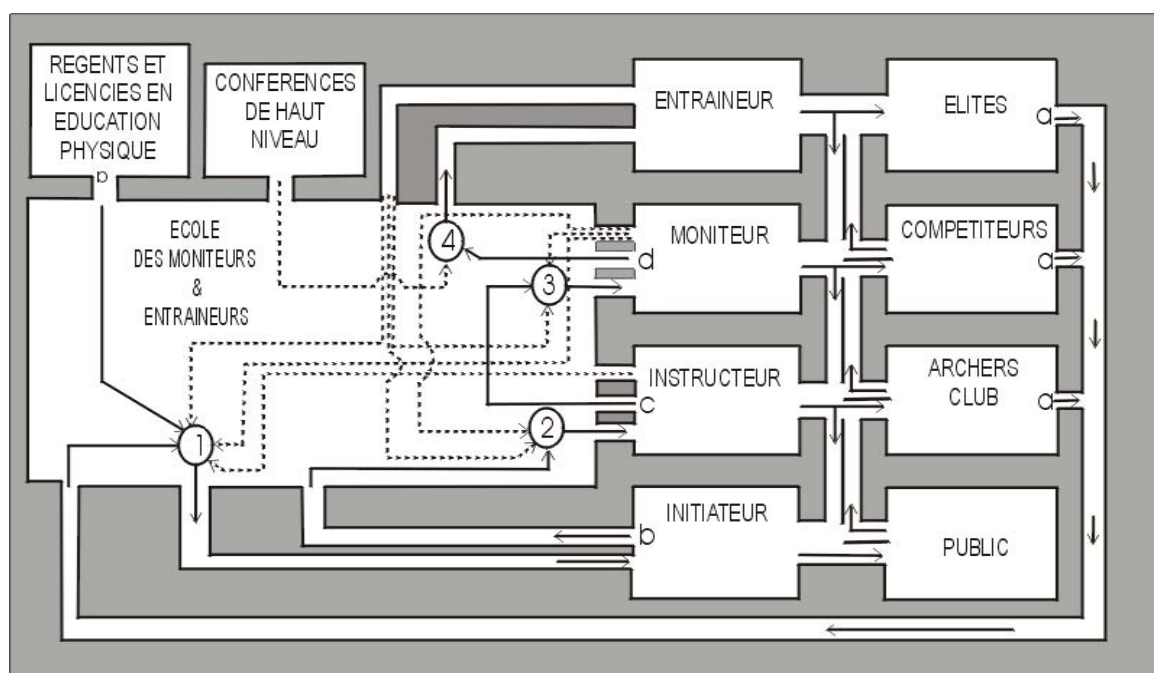 REGENTS ET
LICENCIES EN
EDUCATION
PHYSIQUE
b
CONFERENCES
DE HAUT
NIVEAU
ENTRAINEUR
ELITES
a
ECOLE
DES MONITEURS
&
ENTRAINEURS
4
3
MONITEUR
d
COMPETITEURS
a
INSTRUCTEUR
c
ARCHERS
CLUB
a
1
2
INITIATEUR
b
PUBLIC